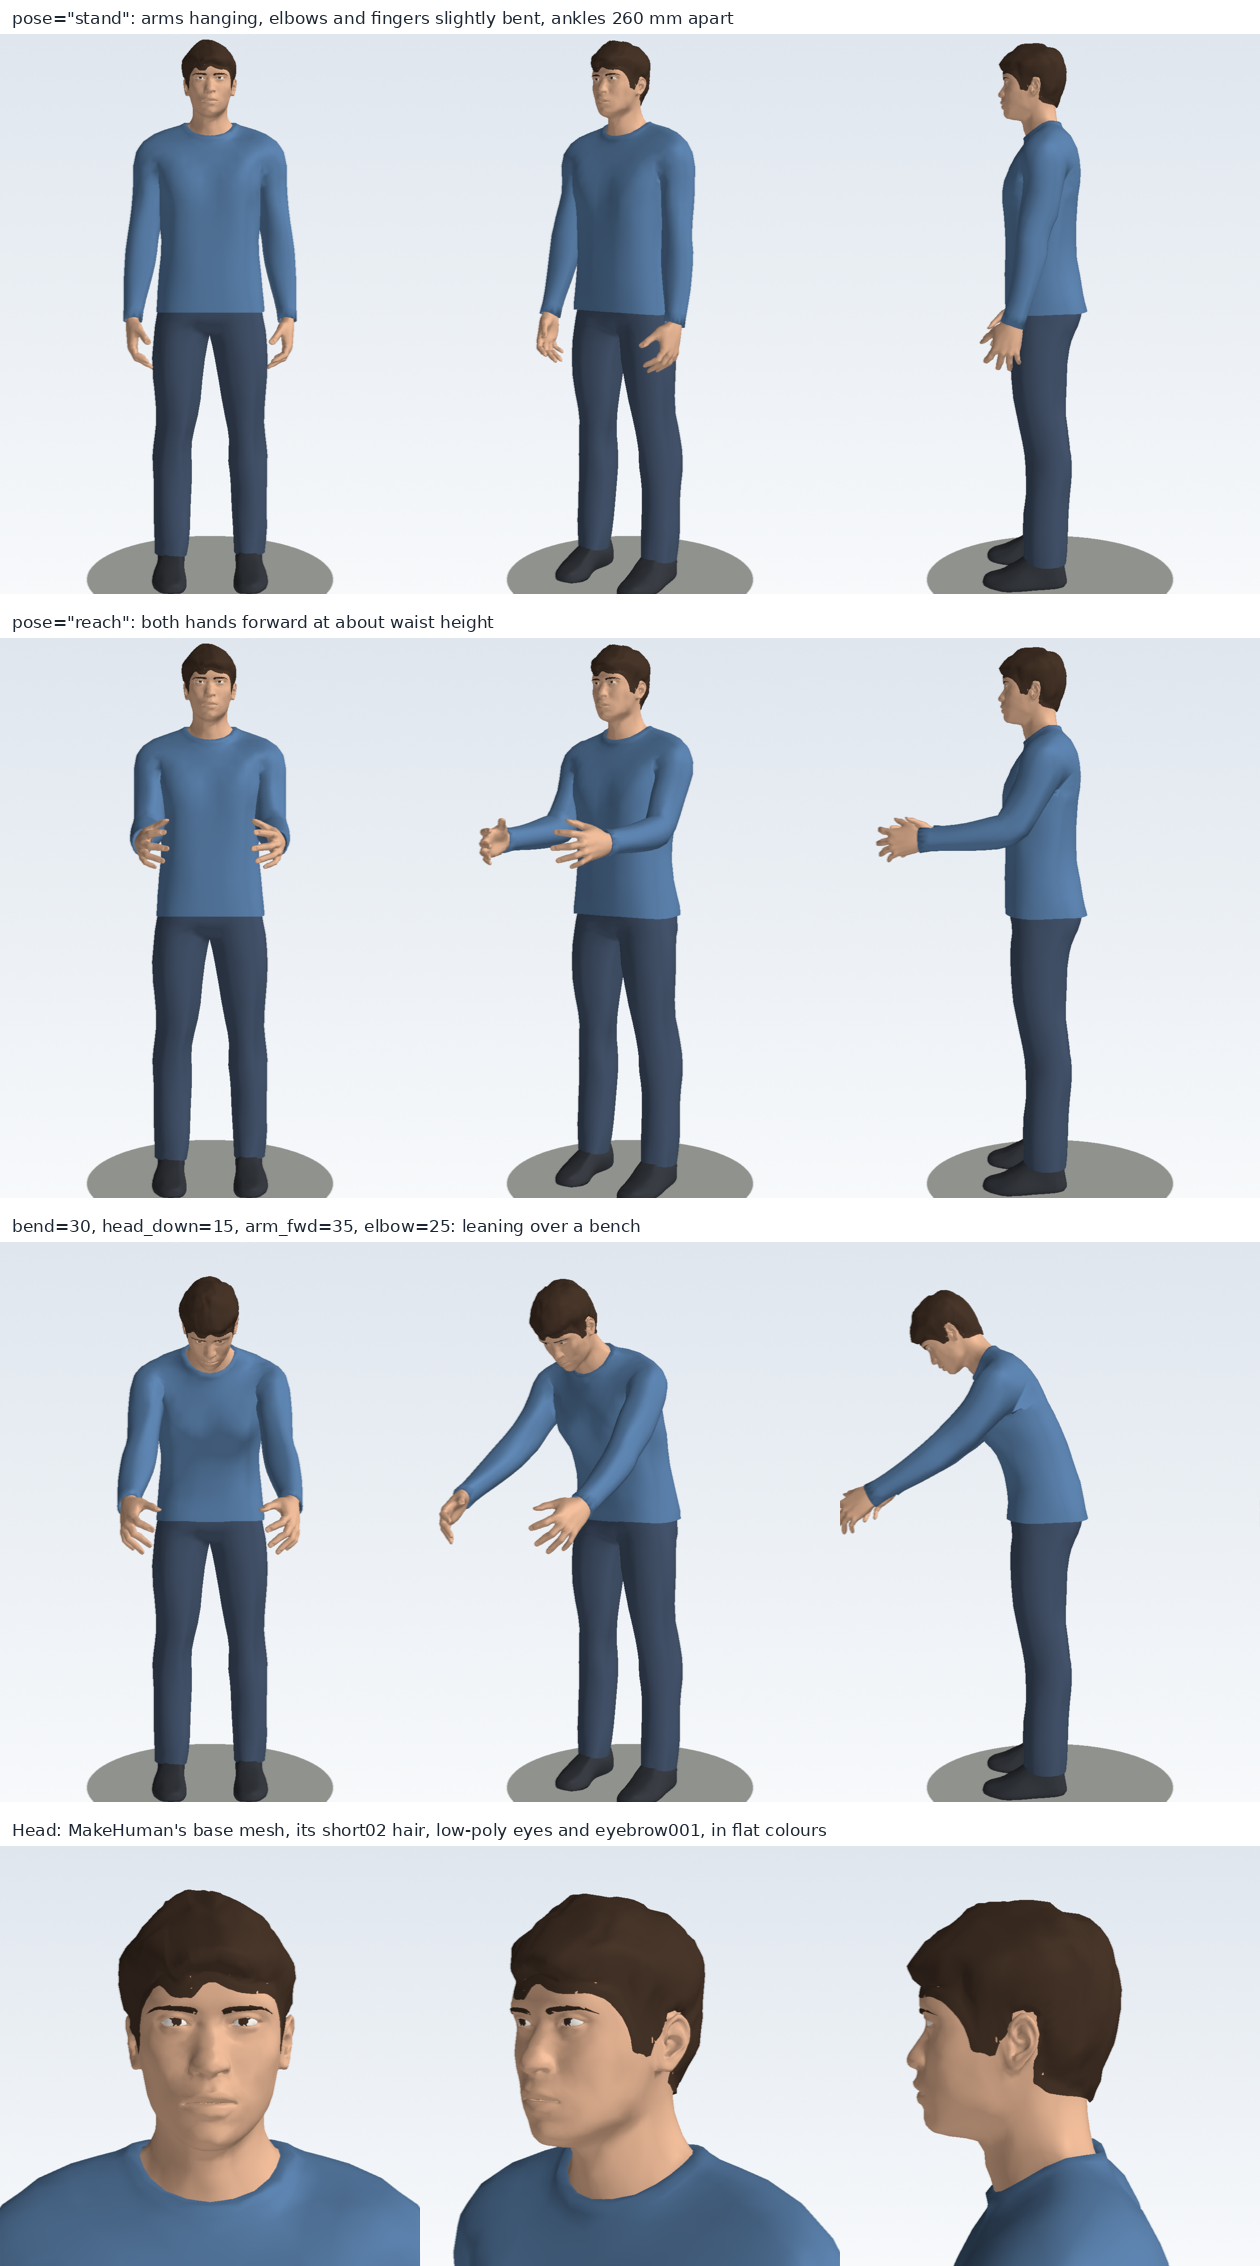 pose="stand": arms hanging, elbows and fingers slightly bent, ankles 260 mm apart
pose="reach": both hands forward at about waist height
bend=30, head_down=15, arm_fwd=35, elbow=25: leaning over a bench
Head: MakeHuman's base mesh, its short02 hair, low-poly eyes and eyebrow001, in flat colours